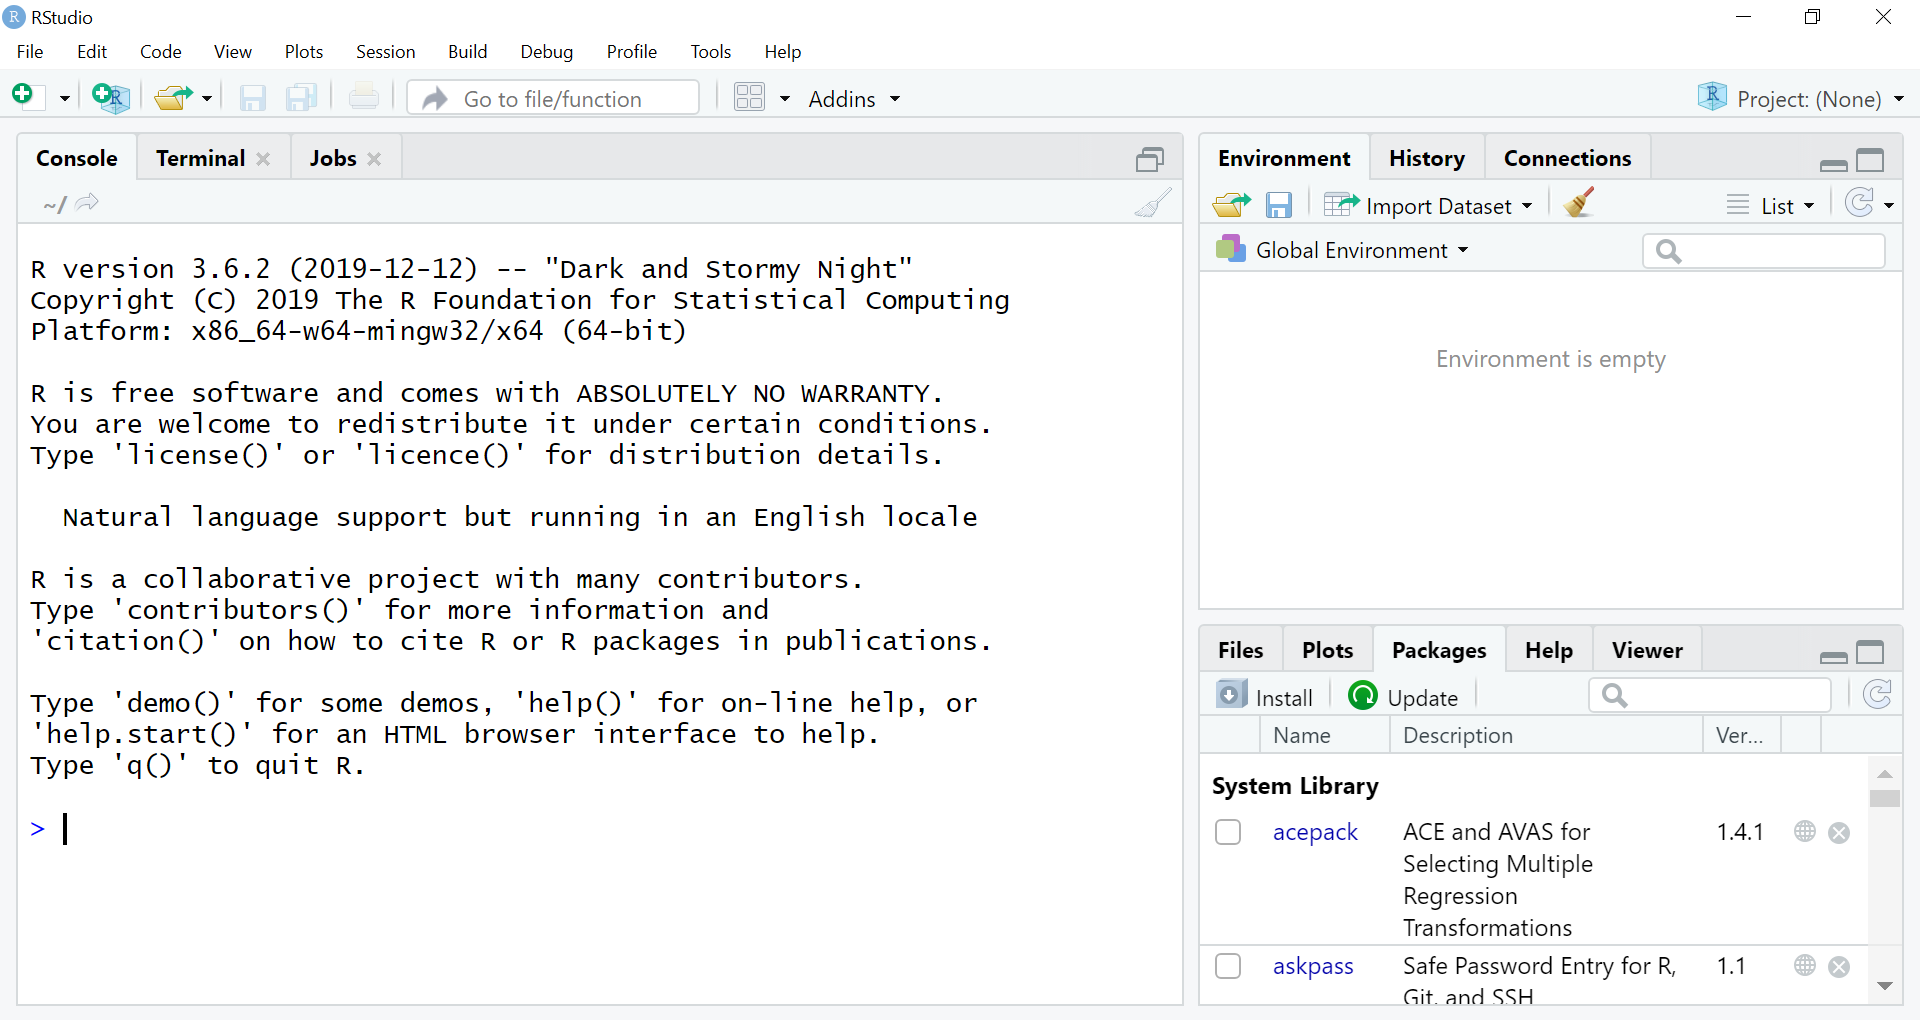 RStudio
File Edit Code View Plots Session Build Debug Profile Tools Help
Go to file/function Addins Project: (None)
Console Terminal Jobs
~/
R version 3.6.2 (2019-12-12) -- "Dark and Stormy Night"
Copyright (C) 2019 The R Foundation for Statistical Computing
Platform: x86_64-w64-mingw32/x64 (64-bit)
R is free software and comes with ABSOLUTELY NO WARRANTY.
You are welcome to redistribute it under certain conditions.
Type 'license()' or 'licence()' for distribution details.
Natural language support but running in an English locale
R is a collaborative project with many contributors.
Type 'contributors()' for more information and
'citation()' on how to cite R or R packages in publications.
Type 'demo()' for some demos, 'help()' for on-line help, or
'help.start()' for an HTML browser interface to help.
Type 'q()' to quit R.
>
Environment History Connections
Import Dataset List
Global Environment
Environment is empty
Files Plots Packages Help Viewer
Install Update
Name Description Ver...
System Library
acepack ACE and AVAS for 1.4.1
Selecting Multiple
Regression
Transformations
askpass Safe Password Entry for R, 1.1
Git, and SSH